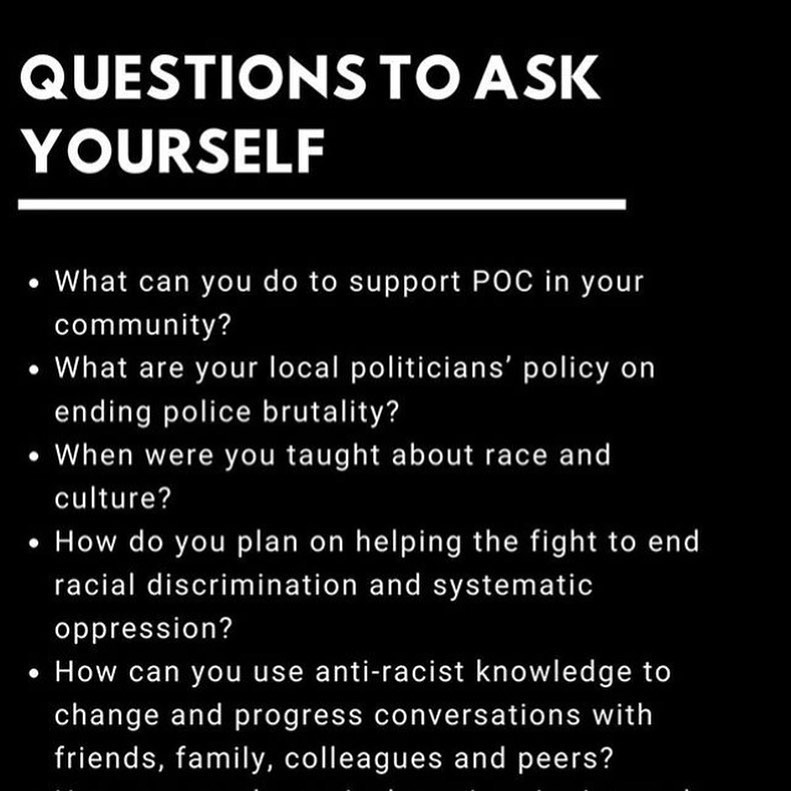 QUESTIONS TO ASK
YOURSELF
• What can you do to support POC in your
community?
• What are your local politicians’ policy on
ending police brutality?
• When were you taught about race and
culture?
• How do you plan on helping the fight to end
racial discrimination and systematic
oppression?
• How can you use anti-racist knowledge to
change and progress conversations with
friends, family, colleagues and peers?